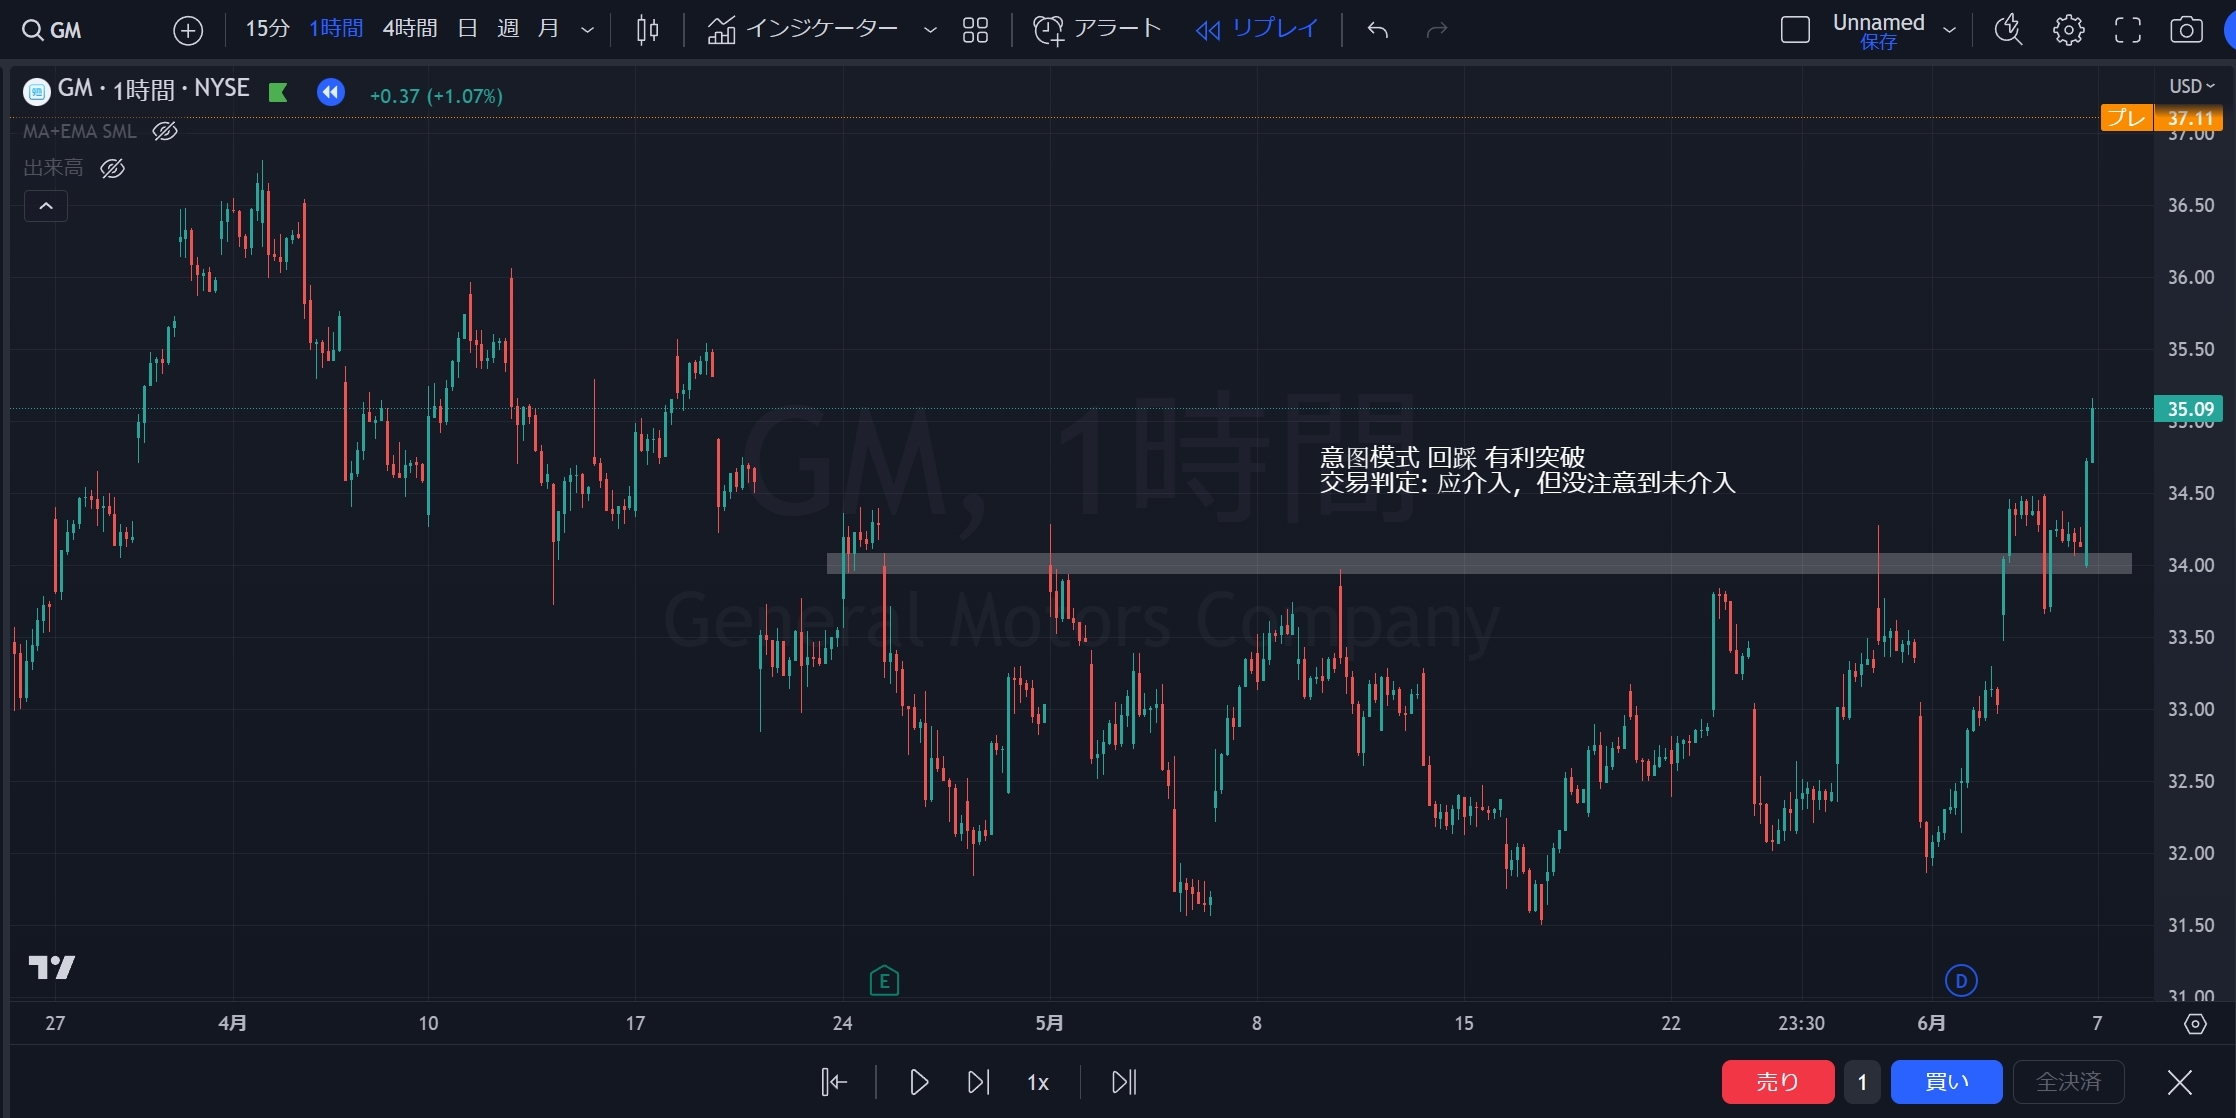 GM
15分 1時間 4時間 日 週 月 インジケーター アラート リプレイ Unnamed
保存
GM · 1時間 · NYSE +0.37 (+1.07%) USD
プレ 37.11
MA+EMA SML
37.00
出来高
36.50
36.00
35.50
35.09
35.00
GM, 1時間
意图模式 回踩 有利突破
交易判定: 应介入，但没注意到未介入
34.50
34.00
General Motors Company
33.50
33.00
32.50
32.00
31.50
E D
31.00
27 4月 10 17 24 5月 8 15 22 23:30 6月 7
1x 売り 1 買い 全決済